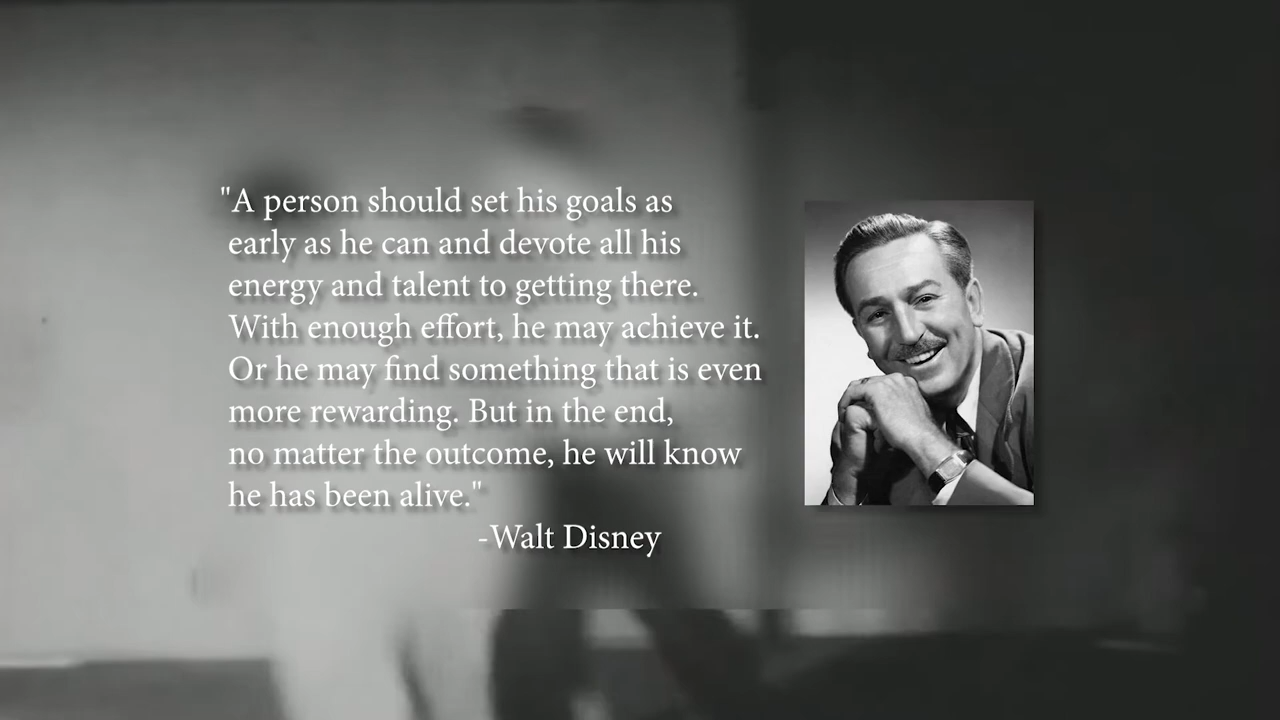 "A person should set his goals as
early as he can and devote all his
energy and talent to getting there.
With enough effort, he may achieve it.
Or he may find something that is even
more rewarding. But in the end,
no matter the outcome, he will know
he has been alive."
-Walt Disney